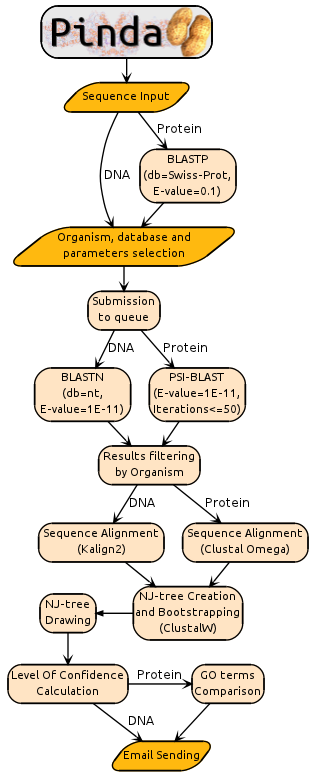 Pinda
Sequence Input
Protein
DNA
BLASTP
(db=Swiss-Prot,
E-value=0.1)
Organism, database and
parameters selection
Submission
to queue
DNA
Protein
BLASTN
(db=nt,
E-value=1E-11)
PSI-BLAST
(E-value=1E-11,
Iterations<=50)
Results filtering
by Organism
DNA
Protein
Sequence Alignment
(Kalign2)
Sequence Alignment
(Clustal Omega)
NJ-tree
Drawing
NJ-tree Creation
and Bootstrapping
(ClustalW)
Level Of Confidence
Calculation
Protein
GO terms
Comparison
DNA
Email Sending